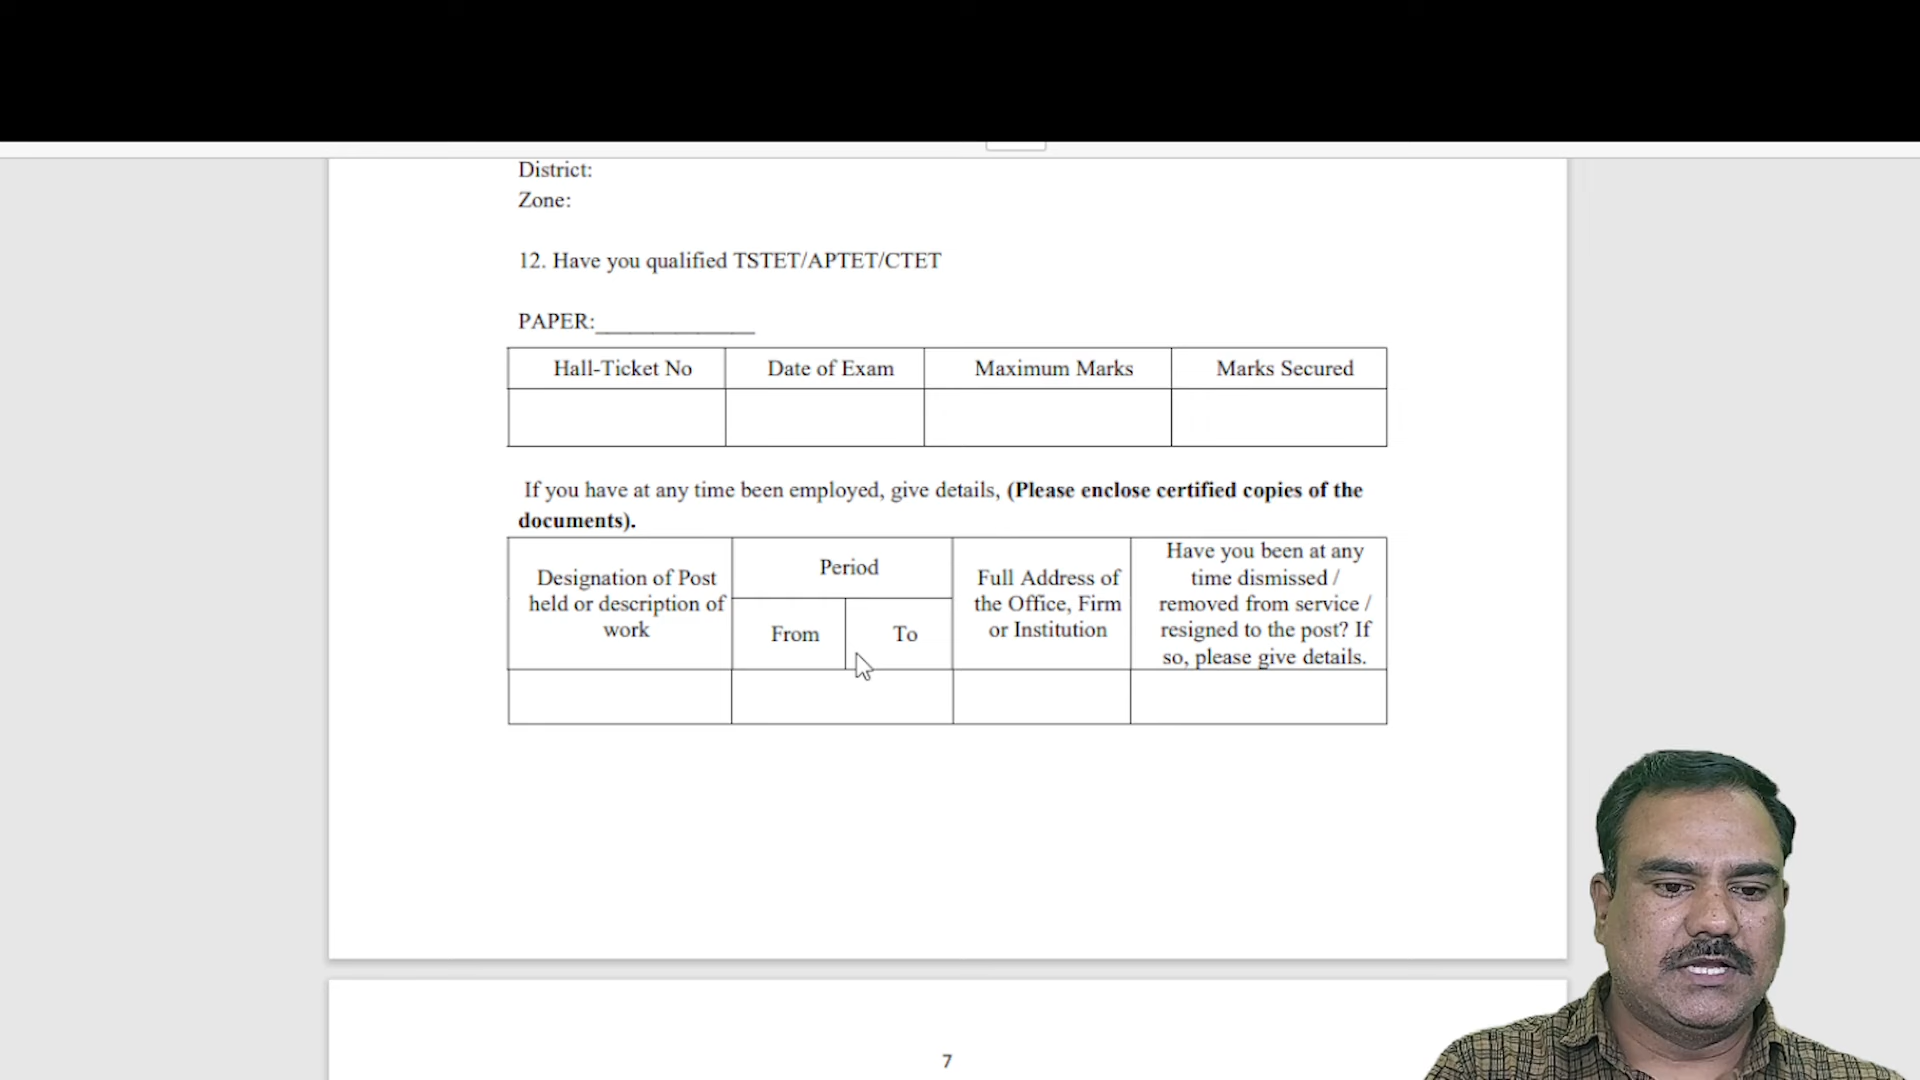 District:
Zone:
12. Have you qualified TSTET/APTET/CTET
PAPER:______________
Hall-Ticket No
Date of Exam
Maximum Marks
Marks Secured
If you have at any time been employed, give details, (Please enclose certified copies of the
documents).
Designation of Post
held or description of
work
Period
From
To
Full Address of
the Office, Firm
or Institution
Have you been at any
time dismissed /
removed from service /
resigned to the post? If
so, please give details.
7